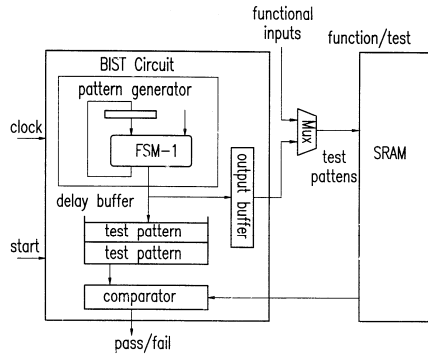 functional
inputs
function/test
BIST Circuit
pattern generator
clock
FSM-1
Mux
SRAM
test
pattens
output buffer
delay buffer
test pattern
test pattern
start
comparator
pass/fail